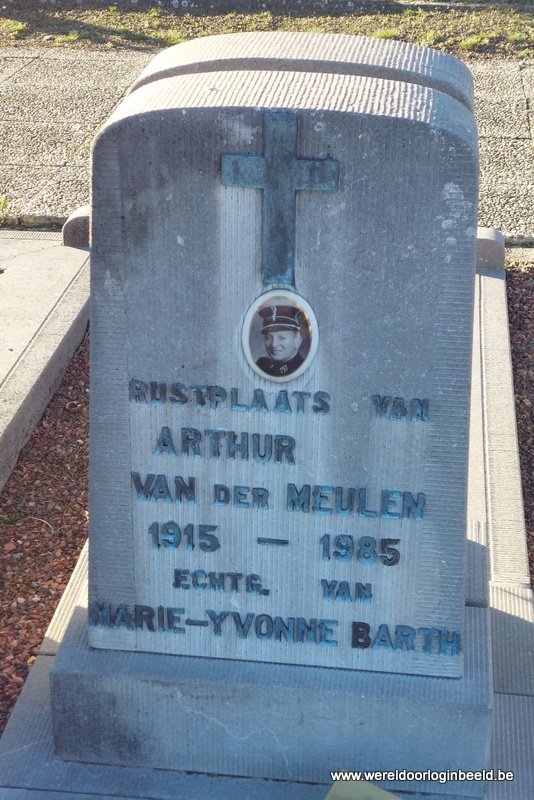 RUSTPLAATS VAN
ARTHUR
VAN DER MEULEN
1915 — 1985
ECHTG. VAN
MARIE-YVONNE BARTH
www.wereldoorloginbeeld.be